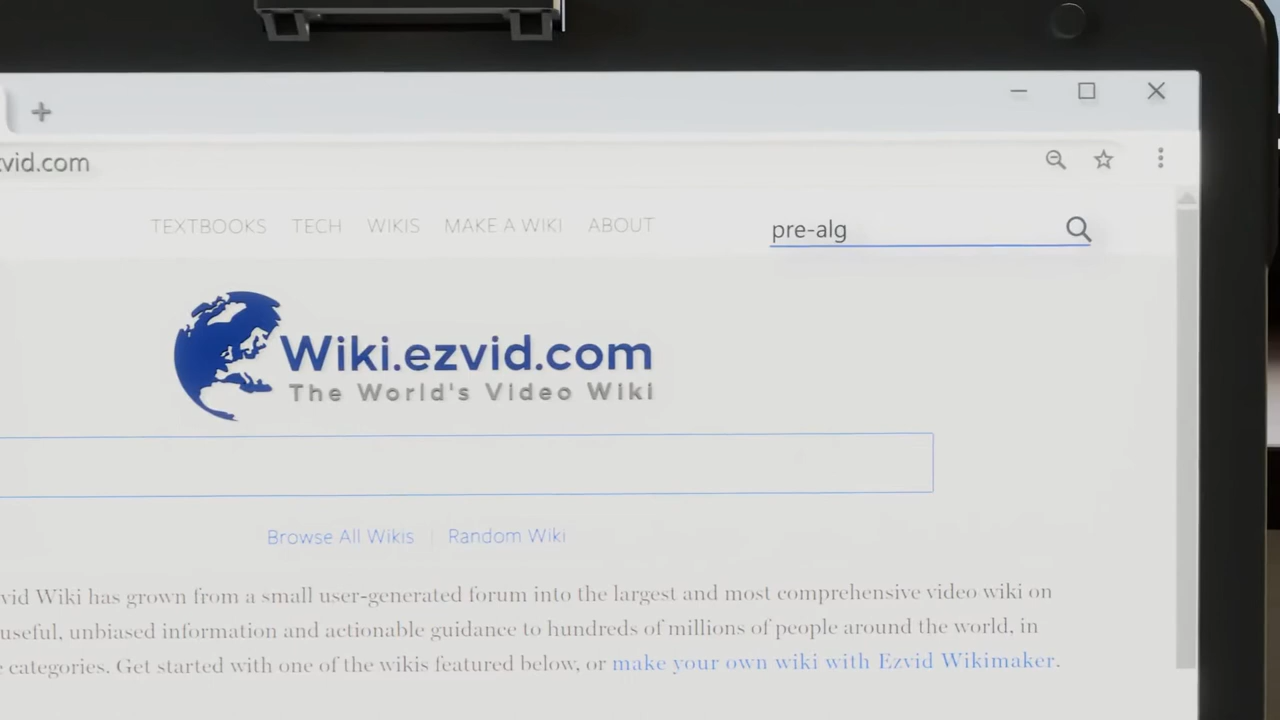 zvid.com
TEXTBOOKS TECH WIKIS MAKE A WIKI ABOUT
pre-alg
Wiki.ezvid.com
The World's Video Wiki
Browse All Wikis Random Wiki
vid Wiki has grown from a small user-generated forum into the largest and most comprehensive video wiki on
useful, unbiased information and actionable guidance to hundreds of millions of people around the world, in
categories. Get started with one of the wikis featured below, or make your own wiki with Ezvid Wikimaker.